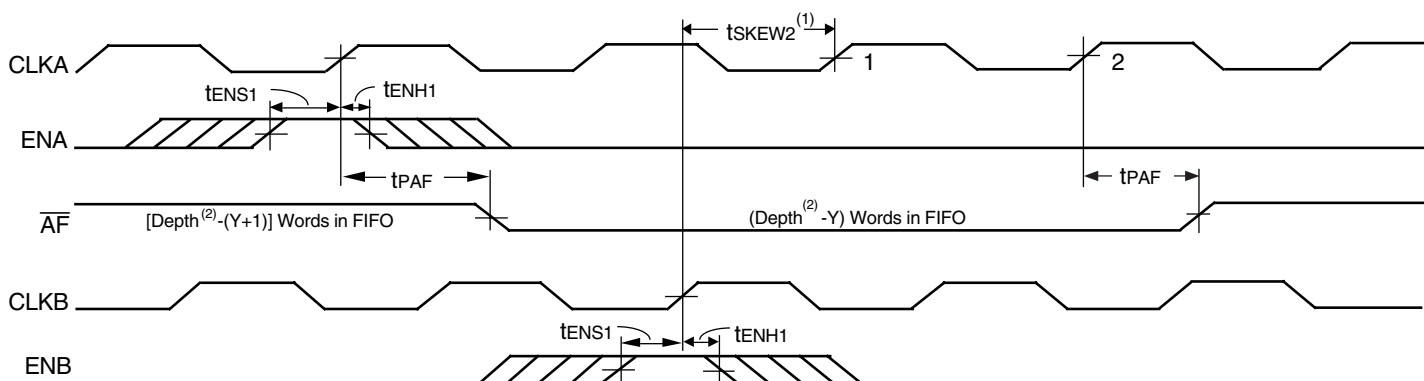 tSKEW2(1)
CLKA
1
2
tENS1
tENH1
ENA
tPAF
tPAF
AF
[Depth(2)-(Y+1)] Words in FIFO
(Depth(2) -Y) Words in FIFO
CLKB
tENS1
tENH1
ENB